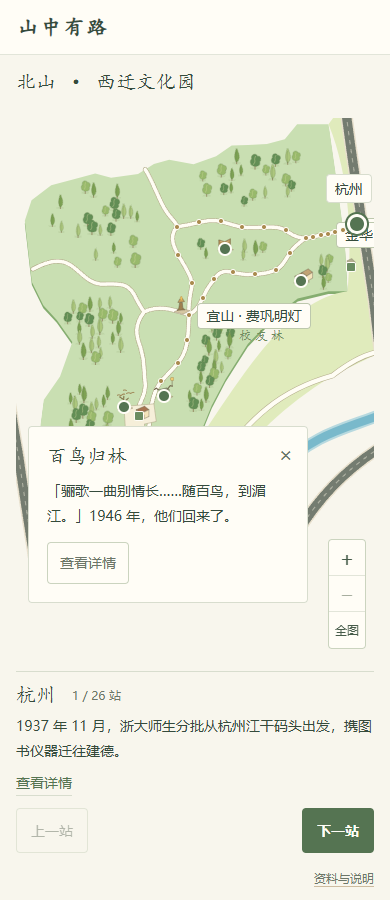 山中有路
北山 • 西迁文化园
杭州
金华
宜山 · 费巩明灯
校友林
百鸟归林
×
「骊歌一曲别情长……随百鸟，到湄
江。」1946 年，他们回来了。
查看详情
+
−
全图
杭州 1 / 26 站
1937 年 11 月，浙大师生分批从杭州江干码头出发，携图
书仪器迁往建德。
查看详情
上一站
下一站
资料与说明